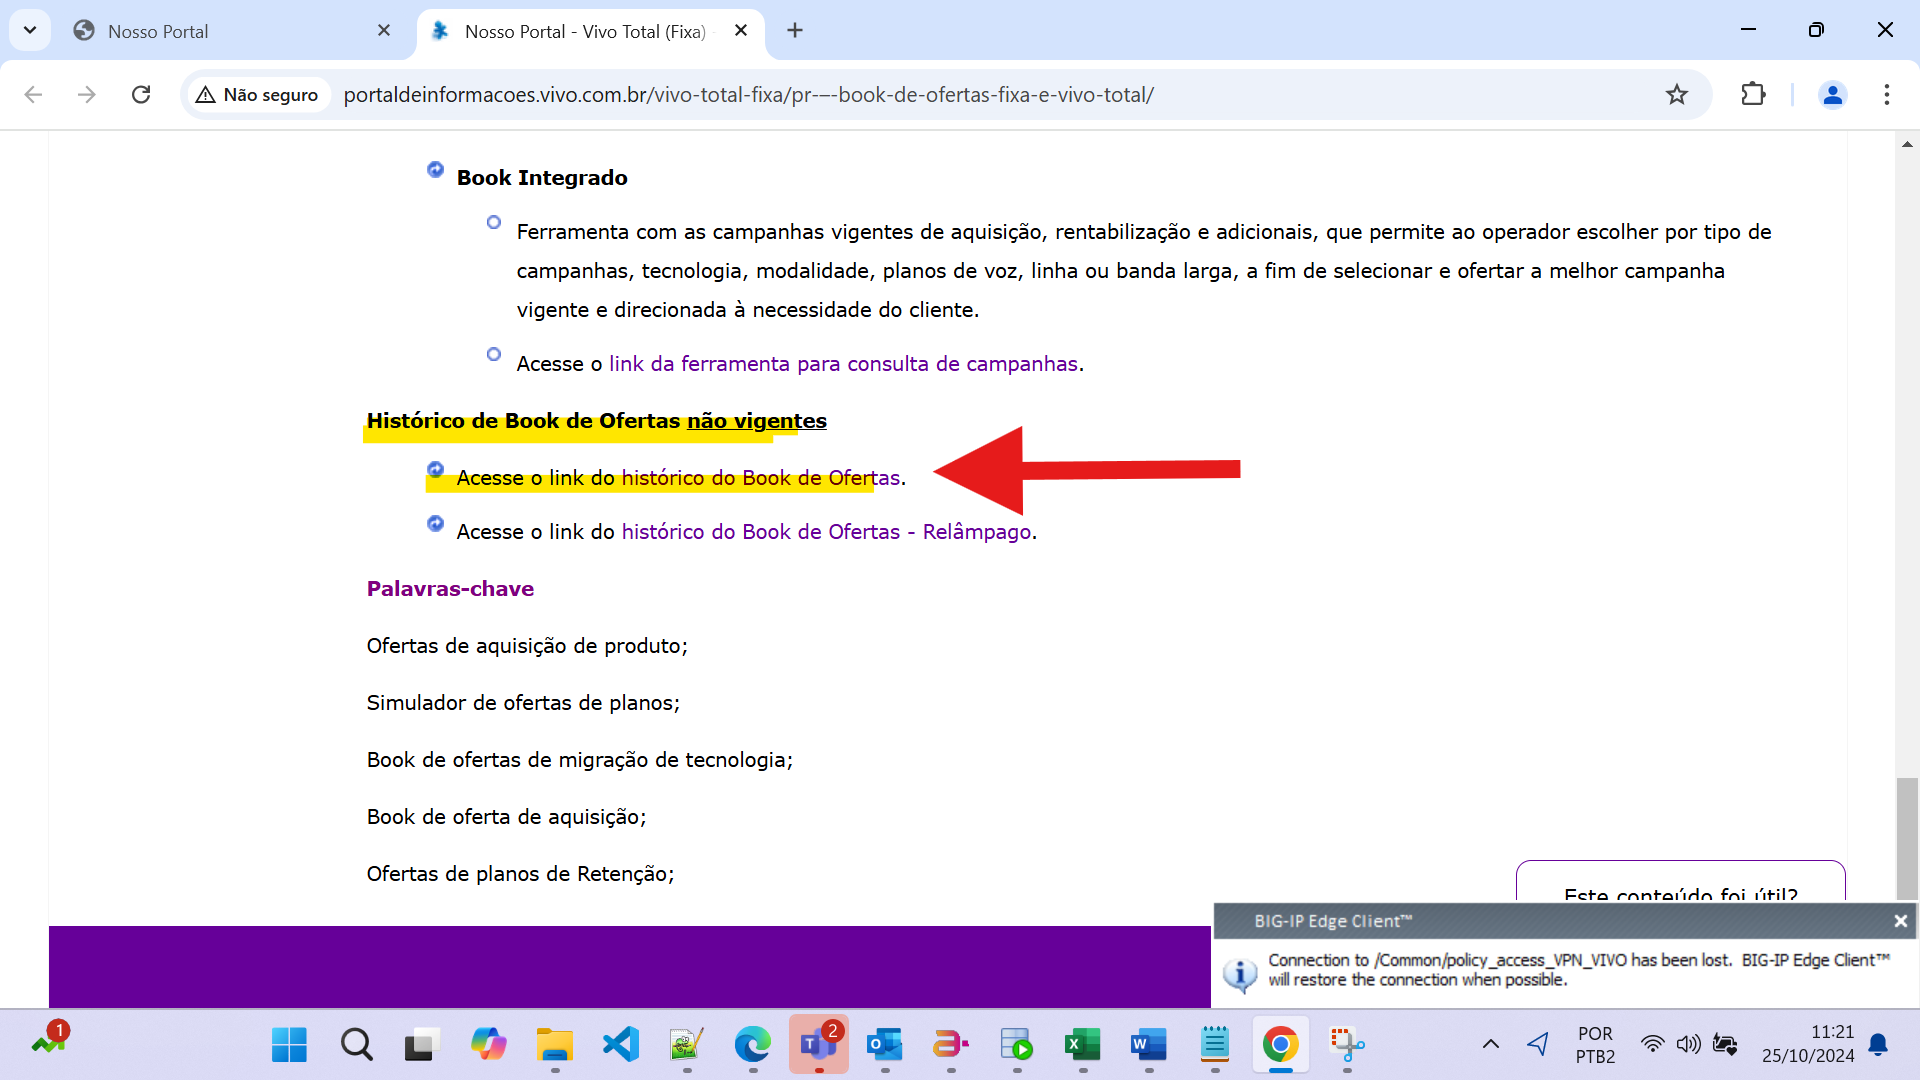 Nosso Portal
Nosso Portal - Vivo Total (Fixa)
Não seguro
portaldeinformacoes.vivo.com.br/vivo-total-fixa/pr-–-book-de-ofertas-fixa-e-vivo-total/
Book Integrado
Ferramenta com as campanhas vigentes de aquisição, rentabilização e adicionais, que permite ao operador escolher por tipo de
campanhas, tecnologia, modalidade, planos de voz, linha ou banda larga, a fim de selecionar e ofertar a melhor campanha
vigente e direcionada à necessidade do cliente.
Acesse o link da ferramenta para consulta de campanhas.
Histórico de Book de Ofertas não vigentes
Acesse o link do histórico do Book de Ofertas.
Acesse o link do histórico do Book de Ofertas - Relâmpago.
Palavras-chave
Ofertas de aquisição de produto;
Simulador de ofertas de planos;
Book de ofertas de migração de tecnologia;
Book de oferta de aquisição;
Ofertas de planos de Retenção;
Este conteúdo foi útil?
BIG-IP Edge Client™
Connection to /Common/policy_access_VPN_VIVO has been lost. BIG-IP Edge Client™
will restore the connection when possible.
1
2
POR
PTB2
11:21
25/10/2024